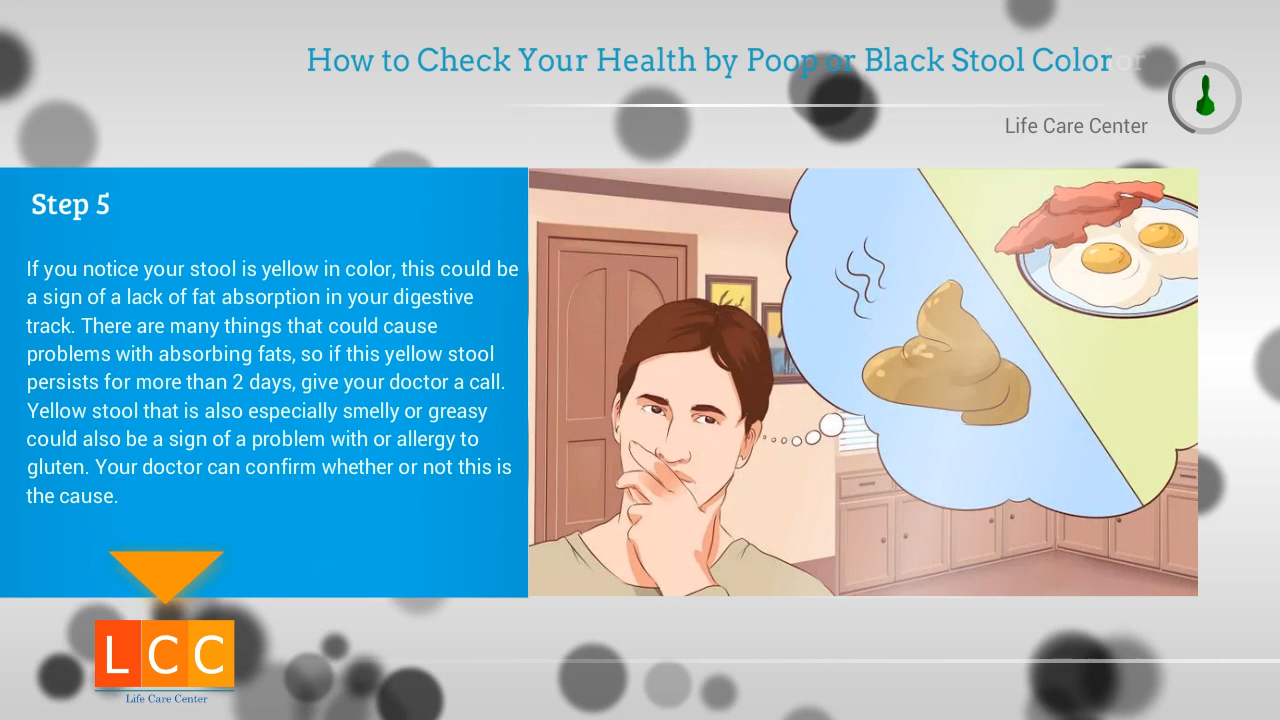 How to Check Your Health by Poop or Black Stool Color
Life Care Center
Step 5
If you notice your stool is yellow in color, this could be
a sign of a lack of fat absorption in your digestive
track. There are many things that could cause
problems with absorbing fats, so if this yellow stool
persists for more than 2 days, give your doctor a call.
Yellow stool that is also especially smelly or greasy
could also be a sign of a problem with or allergy to
gluten. Your doctor can confirm whether or not this is
the cause.
LCC
Life Care Center